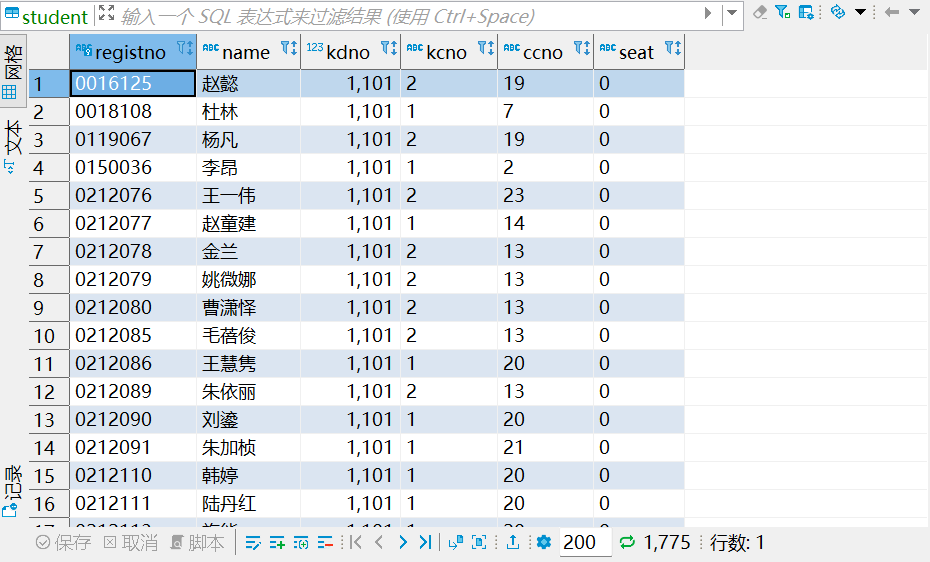 student 输入一个 SQL 表达式来过滤结果 (使用 Ctrl+Space)
网格
文本
记录
ABC registno ABC name 123 kdno ABC kcno ABC ccno ABC seat
1 0016125 赵懿 1,101 2 19 0
2 0018108 杜林 1,101 1 7 0
3 0119067 杨凡 1,101 2 19 0
4 0150036 李昂 1,101 1 2 0
5 0212076 王一伟 1,101 2 23 0
6 0212077 赵童建 1,101 1 14 0
7 0212078 金兰 1,101 2 13 0
8 0212079 姚微娜 1,101 2 13 0
9 0212080 曹潇怿 1,101 2 13 0
10 0212085 毛蓓俊 1,101 2 13 0
11 0212086 王慧隽 1,101 1 20 0
12 0212089 朱依丽 1,101 2 13 0
13 0212090 刘鎏 1,101 1 20 0
14 0212091 朱加桢 1,101 1 21 0
15 0212110 韩婷 1,101 1 20 0
16 0212111 陆丹红 1,101 1 20 0
保存 取消 脚本 200 1,775 行数: 1